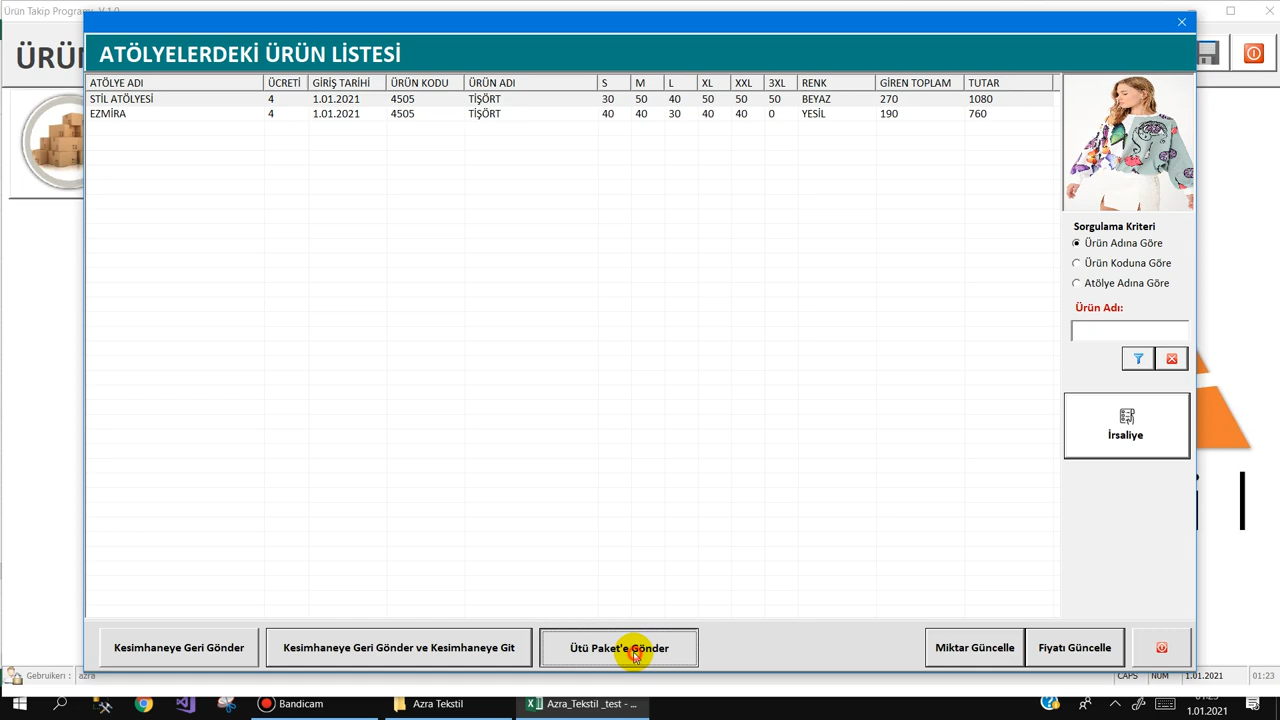 Ürün Takip Programı V.1.0
ÜRÜ
ATÖLYELERDEKİ ÜRÜN LİSTESİ
ATÖLYE ADI ÜCRETİ GİRİŞ TARİHİ ÜRÜN KODU ÜRÜN ADI S M L XL XXL 3XL RENK GİREN TOPLAM TUTAR
STİL ATÖLYESİ 4 1.01.2021 4505 TİŞÖRT 30 50 40 50 50 50 BEYAZ 270 1080
EZMİRA 4 1.01.2021 4505 TİŞÖRT 40 40 30 40 40 0 YESİL 190 760
Sorgulama Kriteri
Ürün Adına Göre
Ürün Koduna Göre
Atölye Adına Göre
Ürün Adı:
İrsaliye
Kesimhaneye Geri Gönder
Kesimhaneye Geri Gönder ve Kesimhaneye Git
Ütü Paket'e Gönder
Miktar Güncelle
Fiyatı Güncelle
Gebruikeri : azra
CAPS NUM 1.01.2021 01:23
Bandicam
Azra Tekstil
Azra_Tekstil _test - ...
1.01.2021